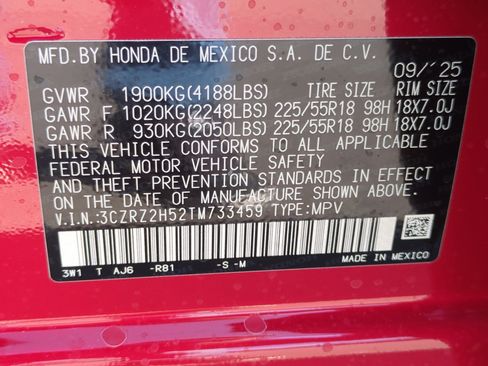 MFD.BY HONDA DE MEXICO S.A. DE C.V.
09/'25
GVWR 1900KG(4188LBS) TIRE SIZE RIM SIZE
GAWR F 1020KG(2248LBS) 225/55R18 98H 18X7.0J
GAWR R 930KG(2050LBS) 225/55R18 98H 18X7.0J
THIS VEHICLE CONFORMS TO ALL APPLICABLE
FEDERAL MOTOR VEHICLE SAFETY
AND THEFT PREVENTION STANDARDS IN EFFECT
ON THE DATE OF MANUFACTURE SHOWN ABOVE.
V.I.N.:3CZRZ2H52TM733459 TYPE:MPV
3W1 T AJ6 -R81 -S -M MADE IN MEXICO